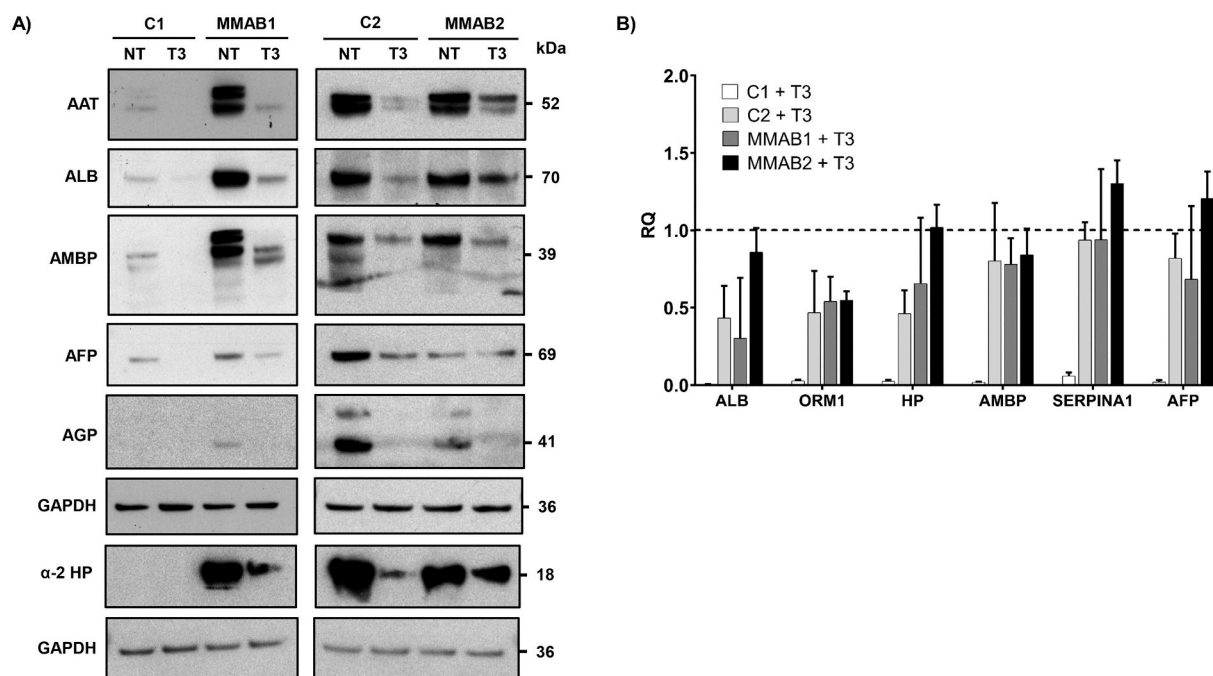 A)
C1 MMAB1 C2 MMAB2
NT T3 NT T3 NT T3 NT T3 kDa
AAT 52
ALB 70
AMBP 39
AFP 69
AGP 41
GAPDH 36
α-2 HP 18
GAPDH 36
B)
2.0
1.5
1.0
0.5
0.0
RQ
C1 + T3
C2 + T3
MMAB1 + T3
MMAB2 + T3
ALB ORM1 HP AMBP SERPINA1 AFP